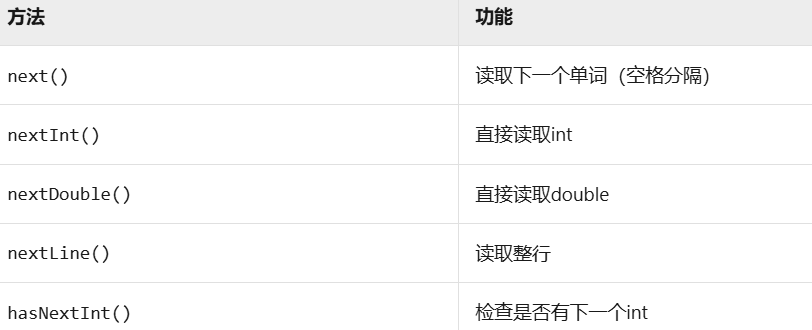 方法 功能
next() 读取下一个单词（空格分隔）
nextInt() 直接读取int
nextDouble() 直接读取double
nextLine() 读取整行
hasNextInt() 检查是否有下一个int